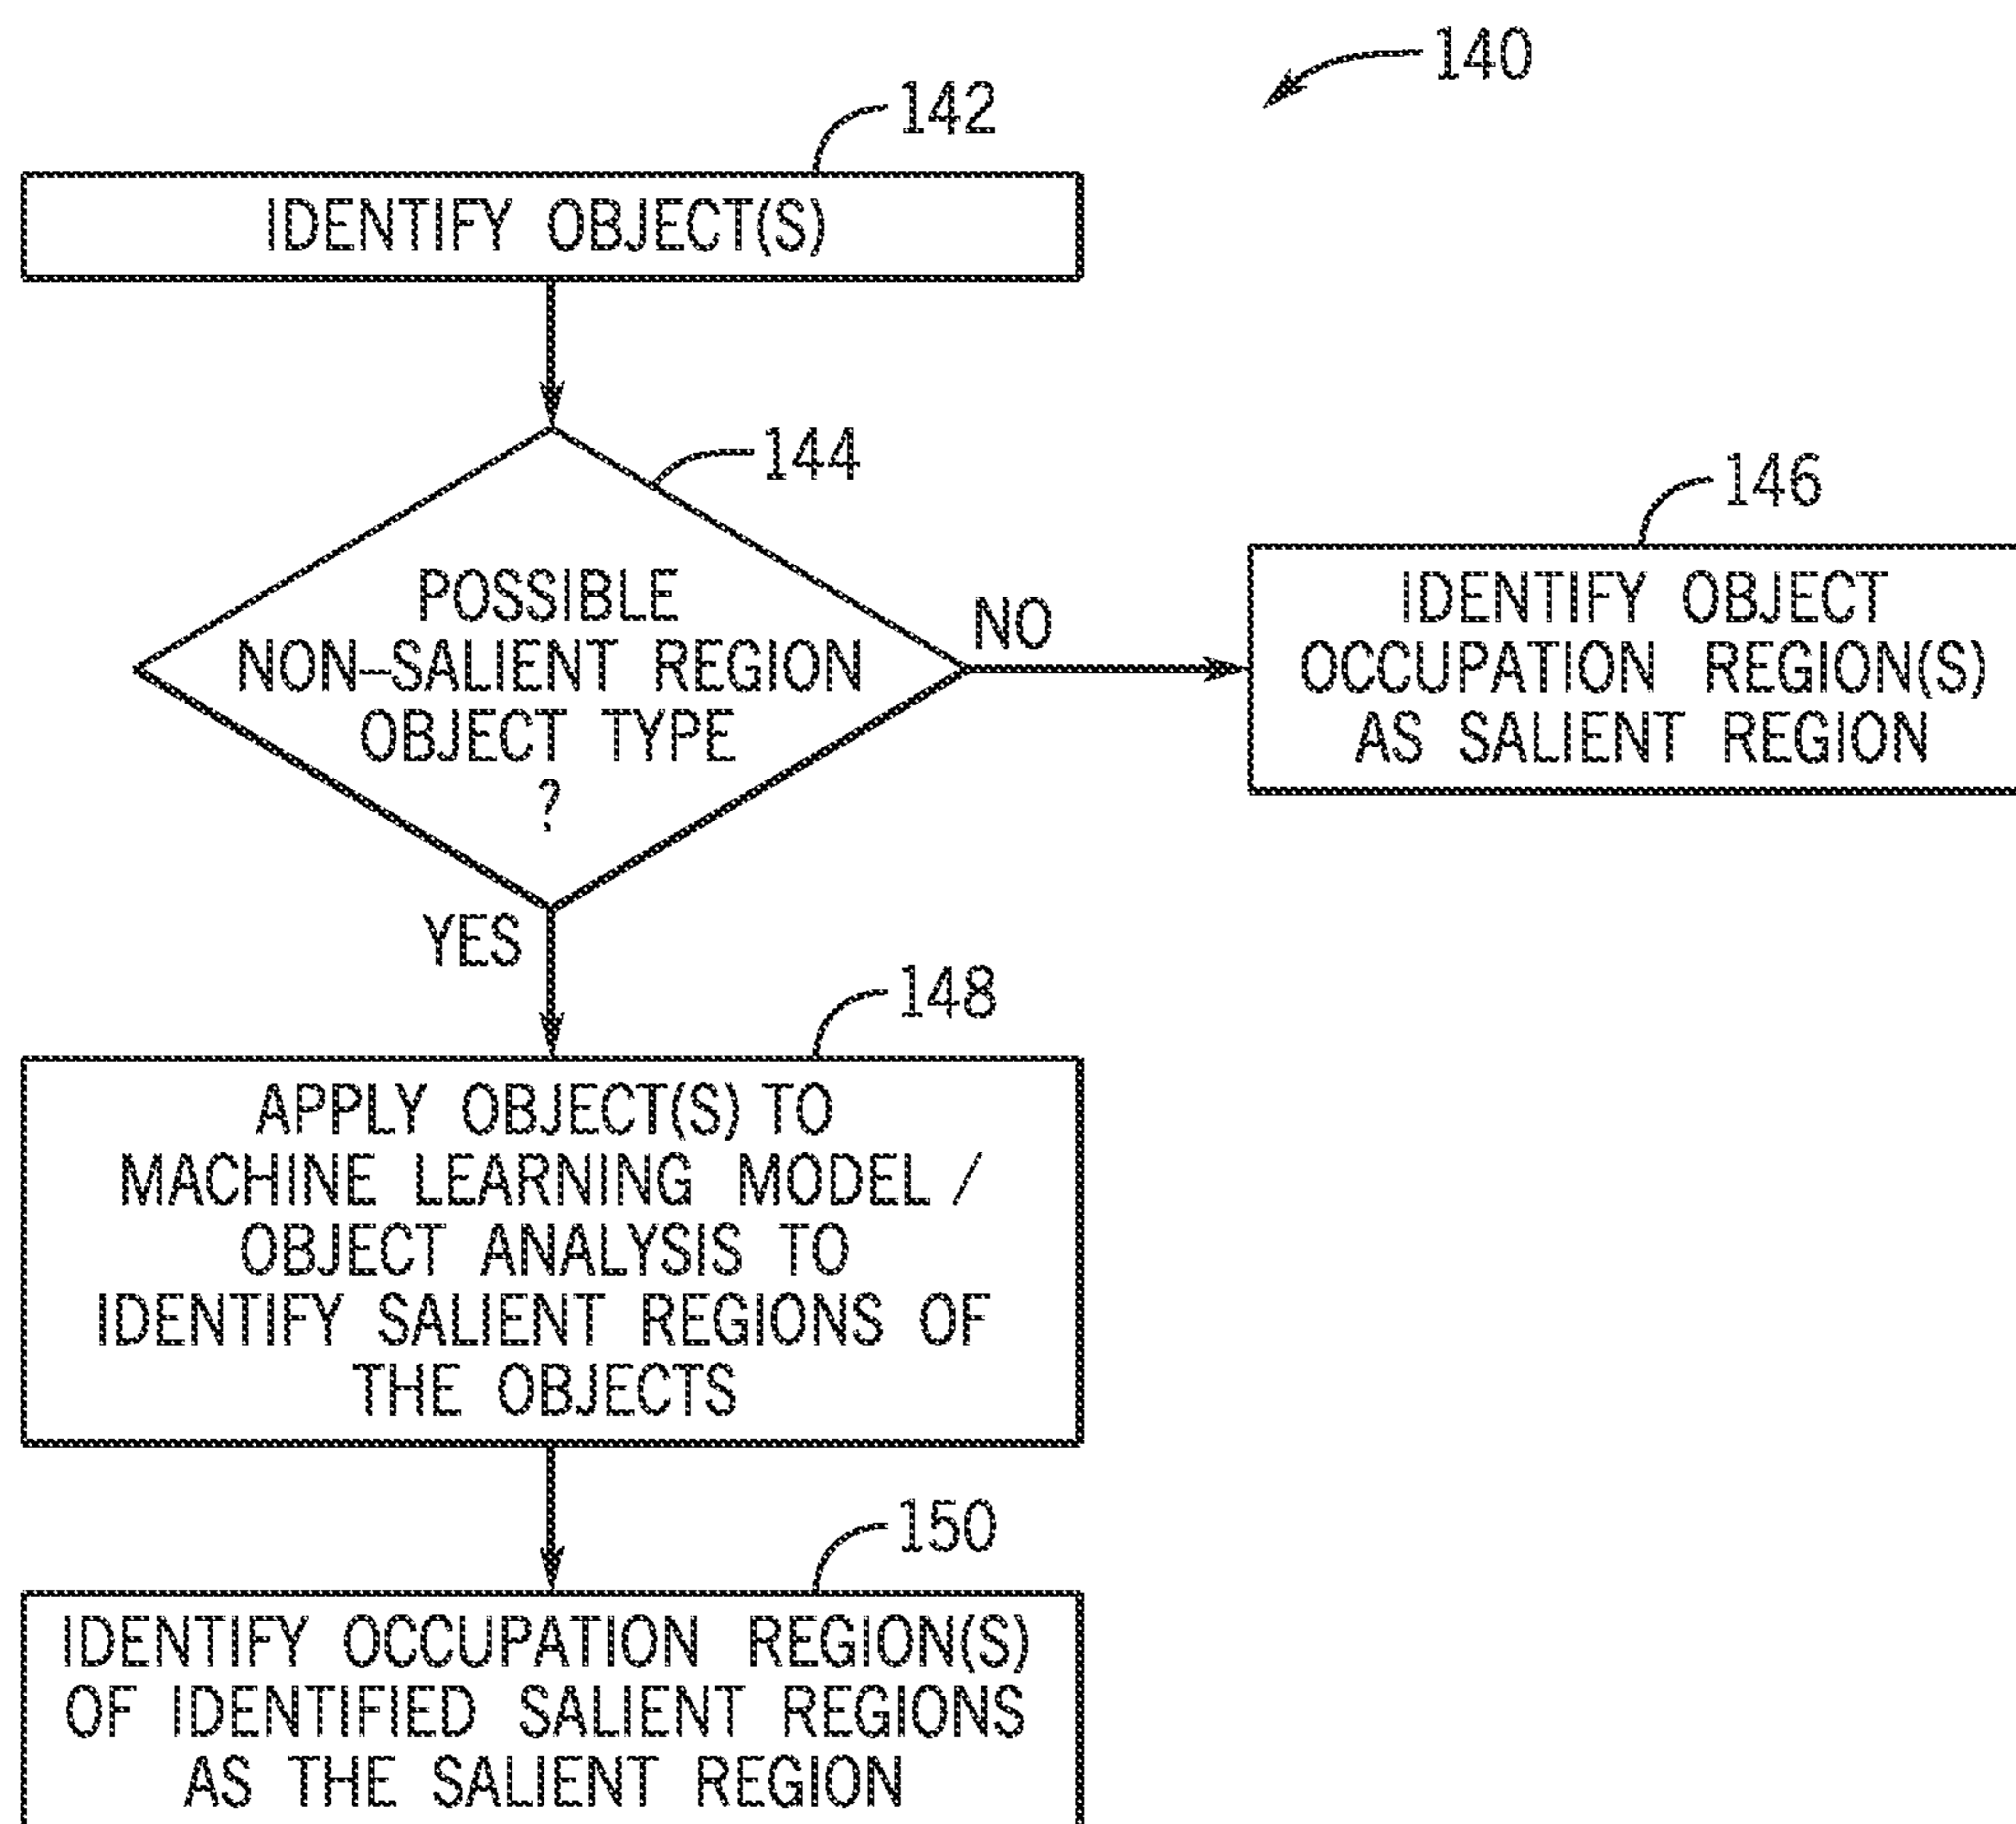 140
142
IDENTIFY OBJECT(S)
144
POSSIBLE
NON–SALIENT REGION
OBJECT TYPE
?
NO
146
IDENTIFY OBJECT
OCCUPATION REGION(S)
AS SALIENT REGION
YES
148
APPLY OBJECT(S) TO
MACHINE LEARNING MODEL /
OBJECT ANALYSIS TO
IDENTIFY SALIENT REGIONS OF
THE OBJECTS
150
IDENTIFY OCCUPATION REGION(S)
OF IDENTIFIED SALIENT REGIONS
AS THE SALIENT REGION